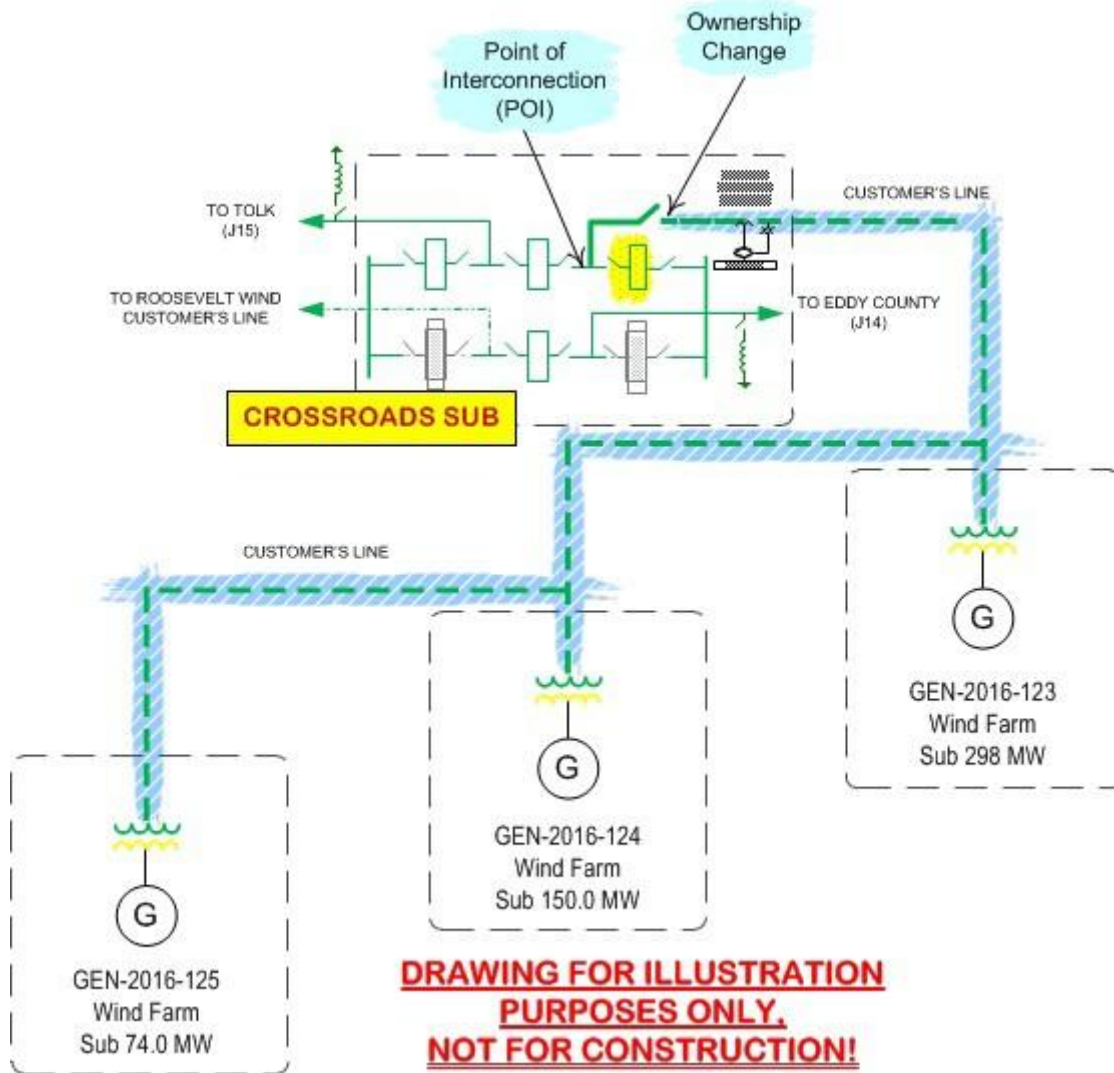 Ownership
Change
Point of
Interconnection
(POI)
CUSTOMER'S LINE
TO TOLK
(J15)
TO ROOSEVELT WIND
CUSTOMER'S LINE
TO EDDY COUNTY
(J14)
CROSSROADS SUB
CUSTOMER'S LINE
G
GEN-2016-123
Wind Farm
Sub 298 MW
G
GEN-2016-124
Wind Farm
Sub 150.0 MW
G
GEN-2016-125
Wind Farm
Sub 74.0 MW
DRAWING FOR ILLUSTRATION
PURPOSES ONLY,
NOT FOR CONSTRUCTION!